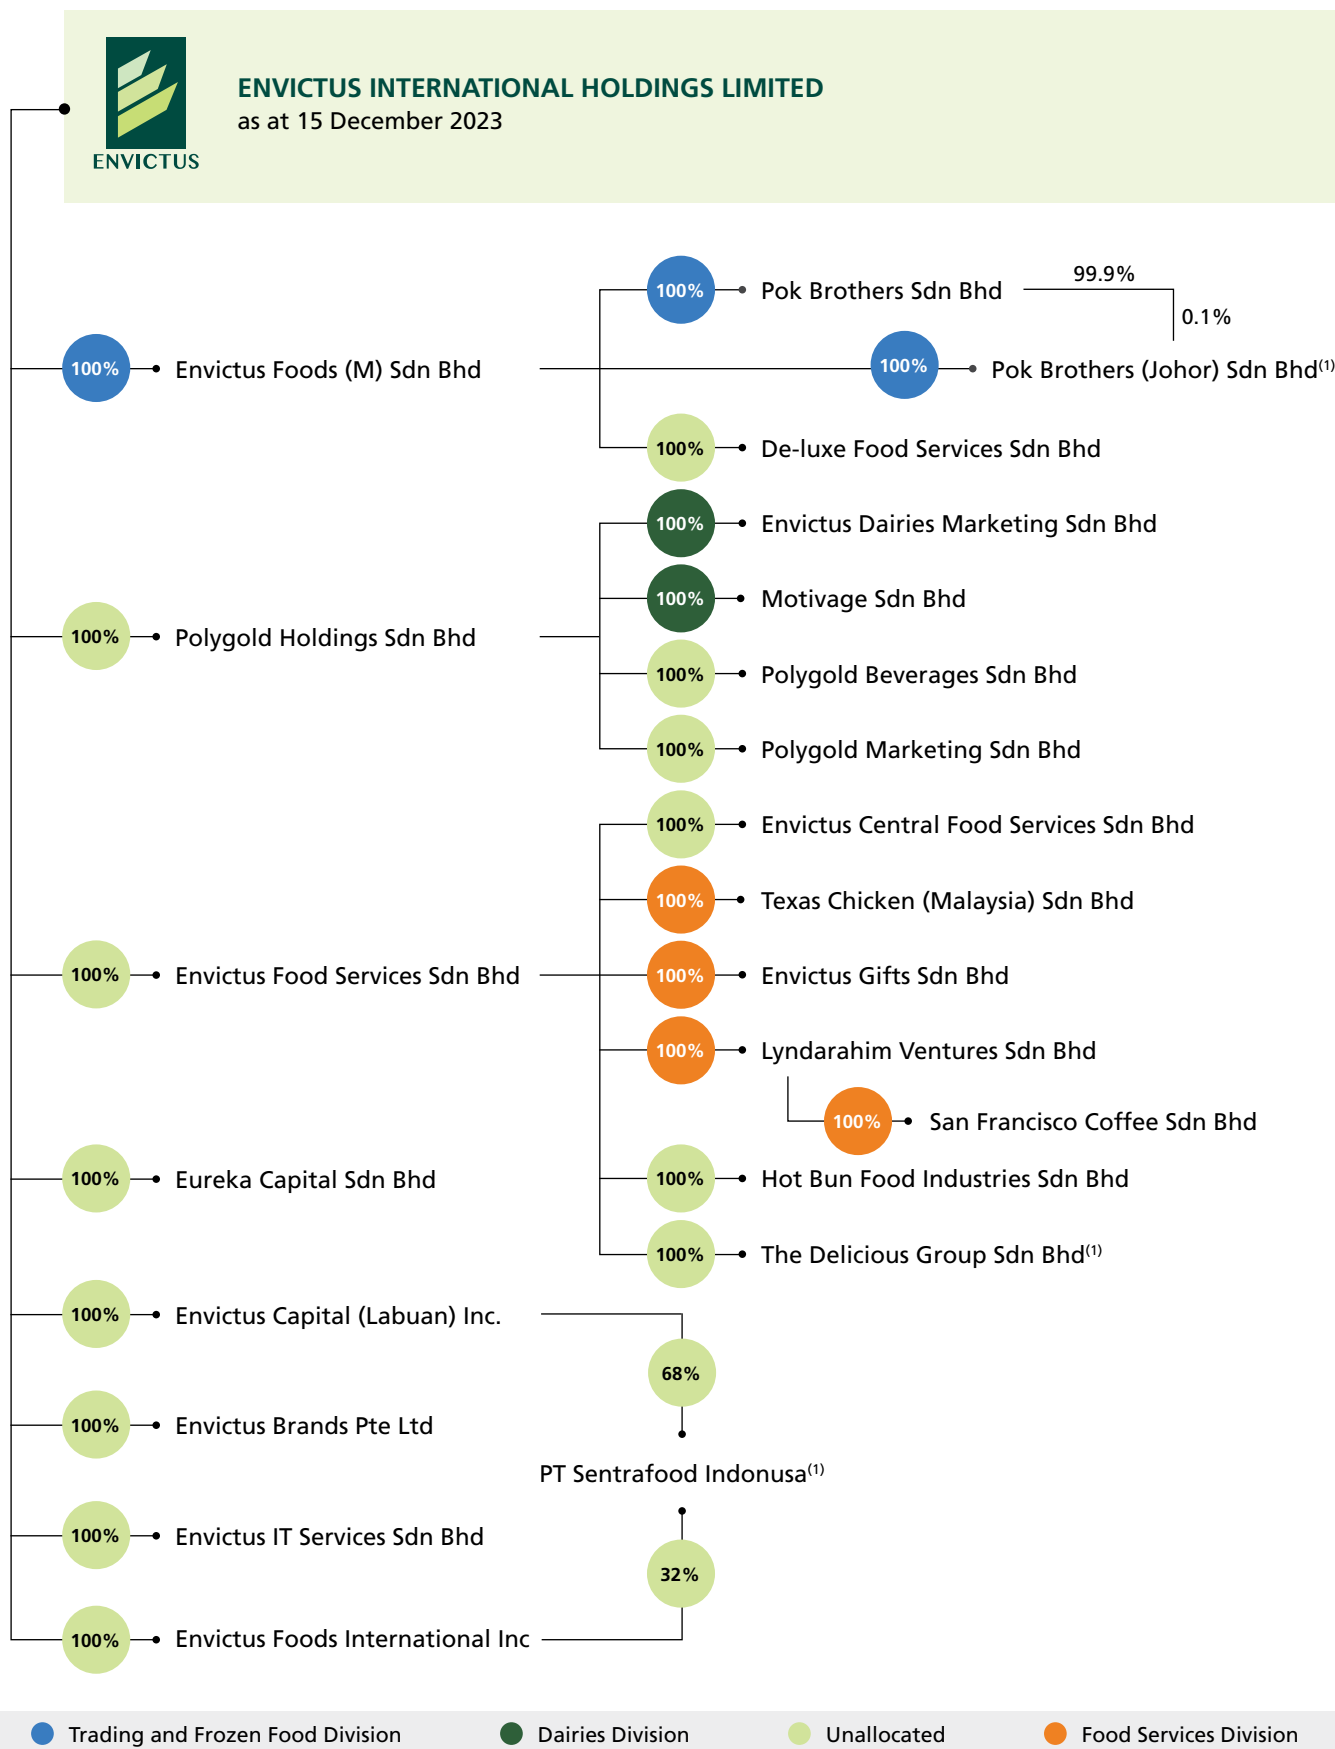 ENVICTUS
ENVICTUS INTERNATIONAL HOLDINGS LIMITED
as at 15 December 2023
100% Envictus Foods (M) Sdn Bhd
100% Pok Brothers Sdn Bhd 99.9%
0.1%
100% Pok Brothers (Johor) Sdn Bhd(1)
100% De-luxe Food Services Sdn Bhd
100% Polygold Holdings Sdn Bhd
100% Envictus Dairies Marketing Sdn Bhd
100% Motivage Sdn Bhd
100% Polygold Beverages Sdn Bhd
100% Polygold Marketing Sdn Bhd
100% Envictus Food Services Sdn Bhd
100% Envictus Central Food Services Sdn Bhd
100% Texas Chicken (Malaysia) Sdn Bhd
100% Envictus Gifts Sdn Bhd
100% Lyndarahim Ventures Sdn Bhd
100% San Francisco Coffee Sdn Bhd
100% Hot Bun Food Industries Sdn Bhd
100% The Delicious Group Sdn Bhd(1)
100% Eureka Capital Sdn Bhd
100% Envictus Capital (Labuan) Inc.
68%
PT Sentrafood Indonusa(1)
32%
100% Envictus Brands Pte Ltd
100% Envictus IT Services Sdn Bhd
100% Envictus Foods International Inc
Trading and Frozen Food Division Dairies Division Unallocated Food Services Division